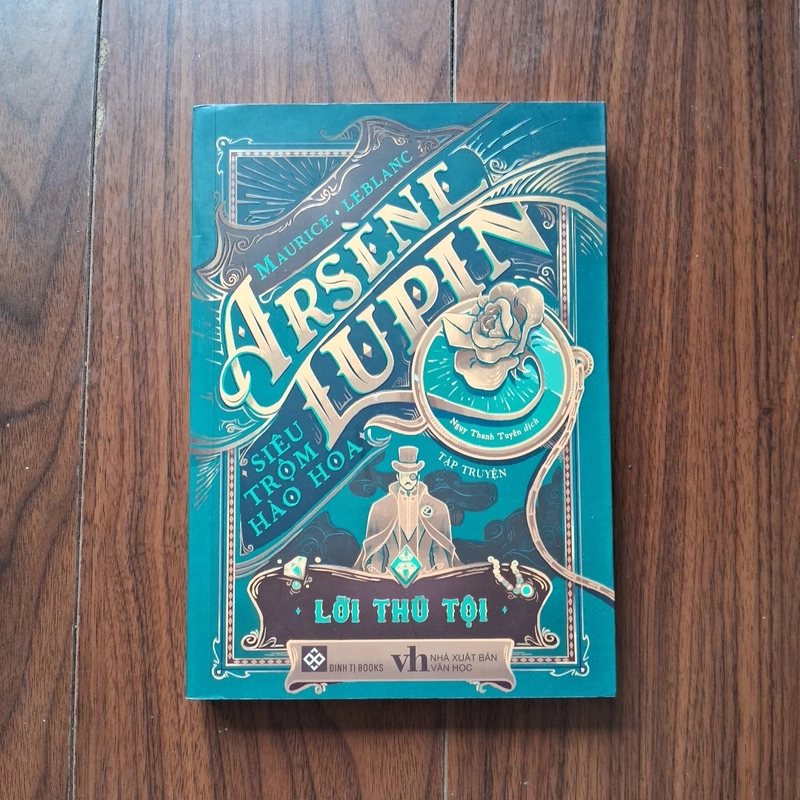 MAURICE · LEBLANC
ARSÈNE
LUPIN
SIÊU
TRỘM
HÀO HOA
Ngụy Thanh Tuyên dịch
TẬP TRUYỆN
LỜI THÚ TỘI
ĐINH TỊ BOOKS
vh NHÀ XUẤT BẢN
VĂN HỌC